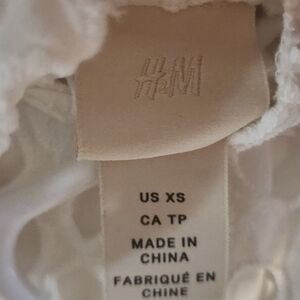 H&M
US XS
CA TP
MADE IN
CHINA
FABRIQUÉ EN
CHINE